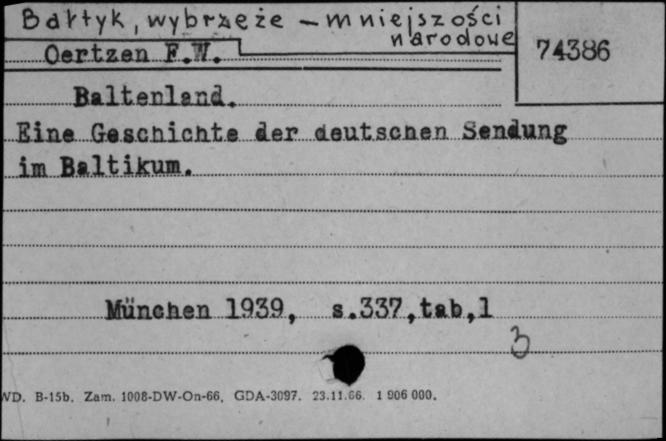 Bałtyk, wybrzeże – mniejszości
narodowe
74386
Oertzen F.W.
Baltenland.
Eine Geschichte der deutschen Sendung
im Baltikum.
München 1939, s.337,tab,1
3
WD. B-15b. Zam. 1008-DW-On-66, GDA-3097. 23.11.66. 1 906 000.